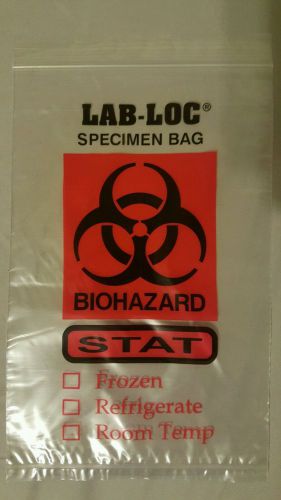 LAB-LOC®
SPECIMEN BAG
BIOHAZARD
STAT
☐ Frozen
☐ Refrigerate
☐ Room Temp